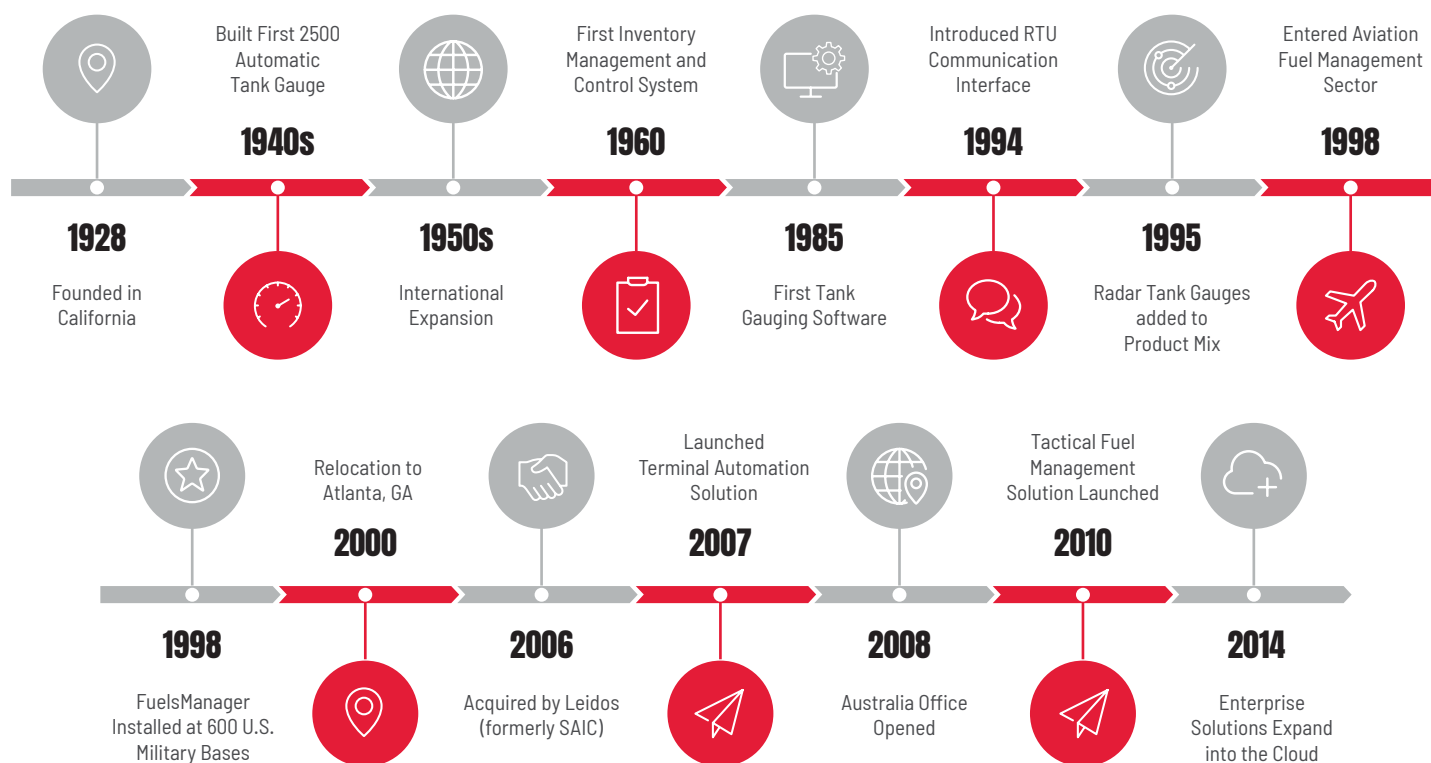 1928
Founded in
California
Built First 2500
Automatic
Tank Gauge
1940s
1950s
International
Expansion
First Inventory
Management and
Control System
1960
1985
First Tank
Gauging Software
Introduced RTU
Communication
Interface
1994
1995
Radar Tank Gauges
added to
Product Mix
Entered Aviation
Fuel Management
Sector
1998
1998
FuelsManager
Installed at 600 U.S.
Military Bases
Relocation to
Atlanta, GA
2000
2006
Acquired by Leidos
(formerly SAIC)
Launched
Terminal Automation
Solution
2007
2008
Australia Office
Opened
Tactical Fuel
Management
Solution Launched
2010
2014
Enterprise
Solutions Expand
into the Cloud